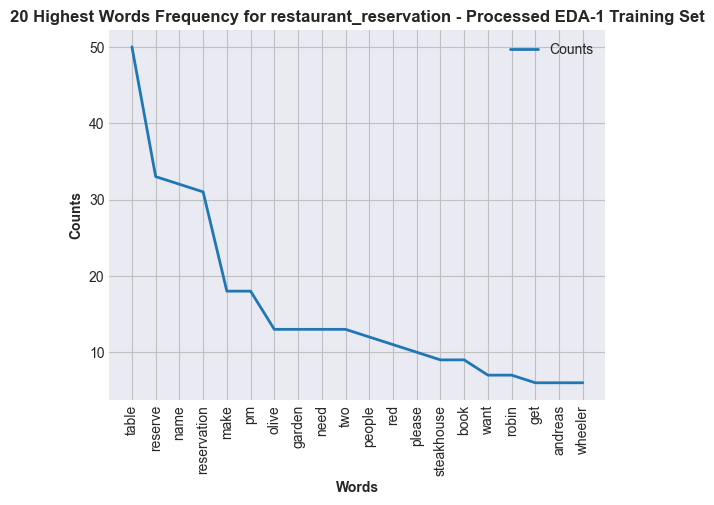 20 Highest Words Frequency for restaurant_reservation - Processed EDA-1 Training Set
Counts
Counts
50
40
30
20
10
table
reserve
name
reservation
make
pm
olive
garden
need
two
people
red
please
steakhouse
book
want
robin
get
andreas
wheeler
Words